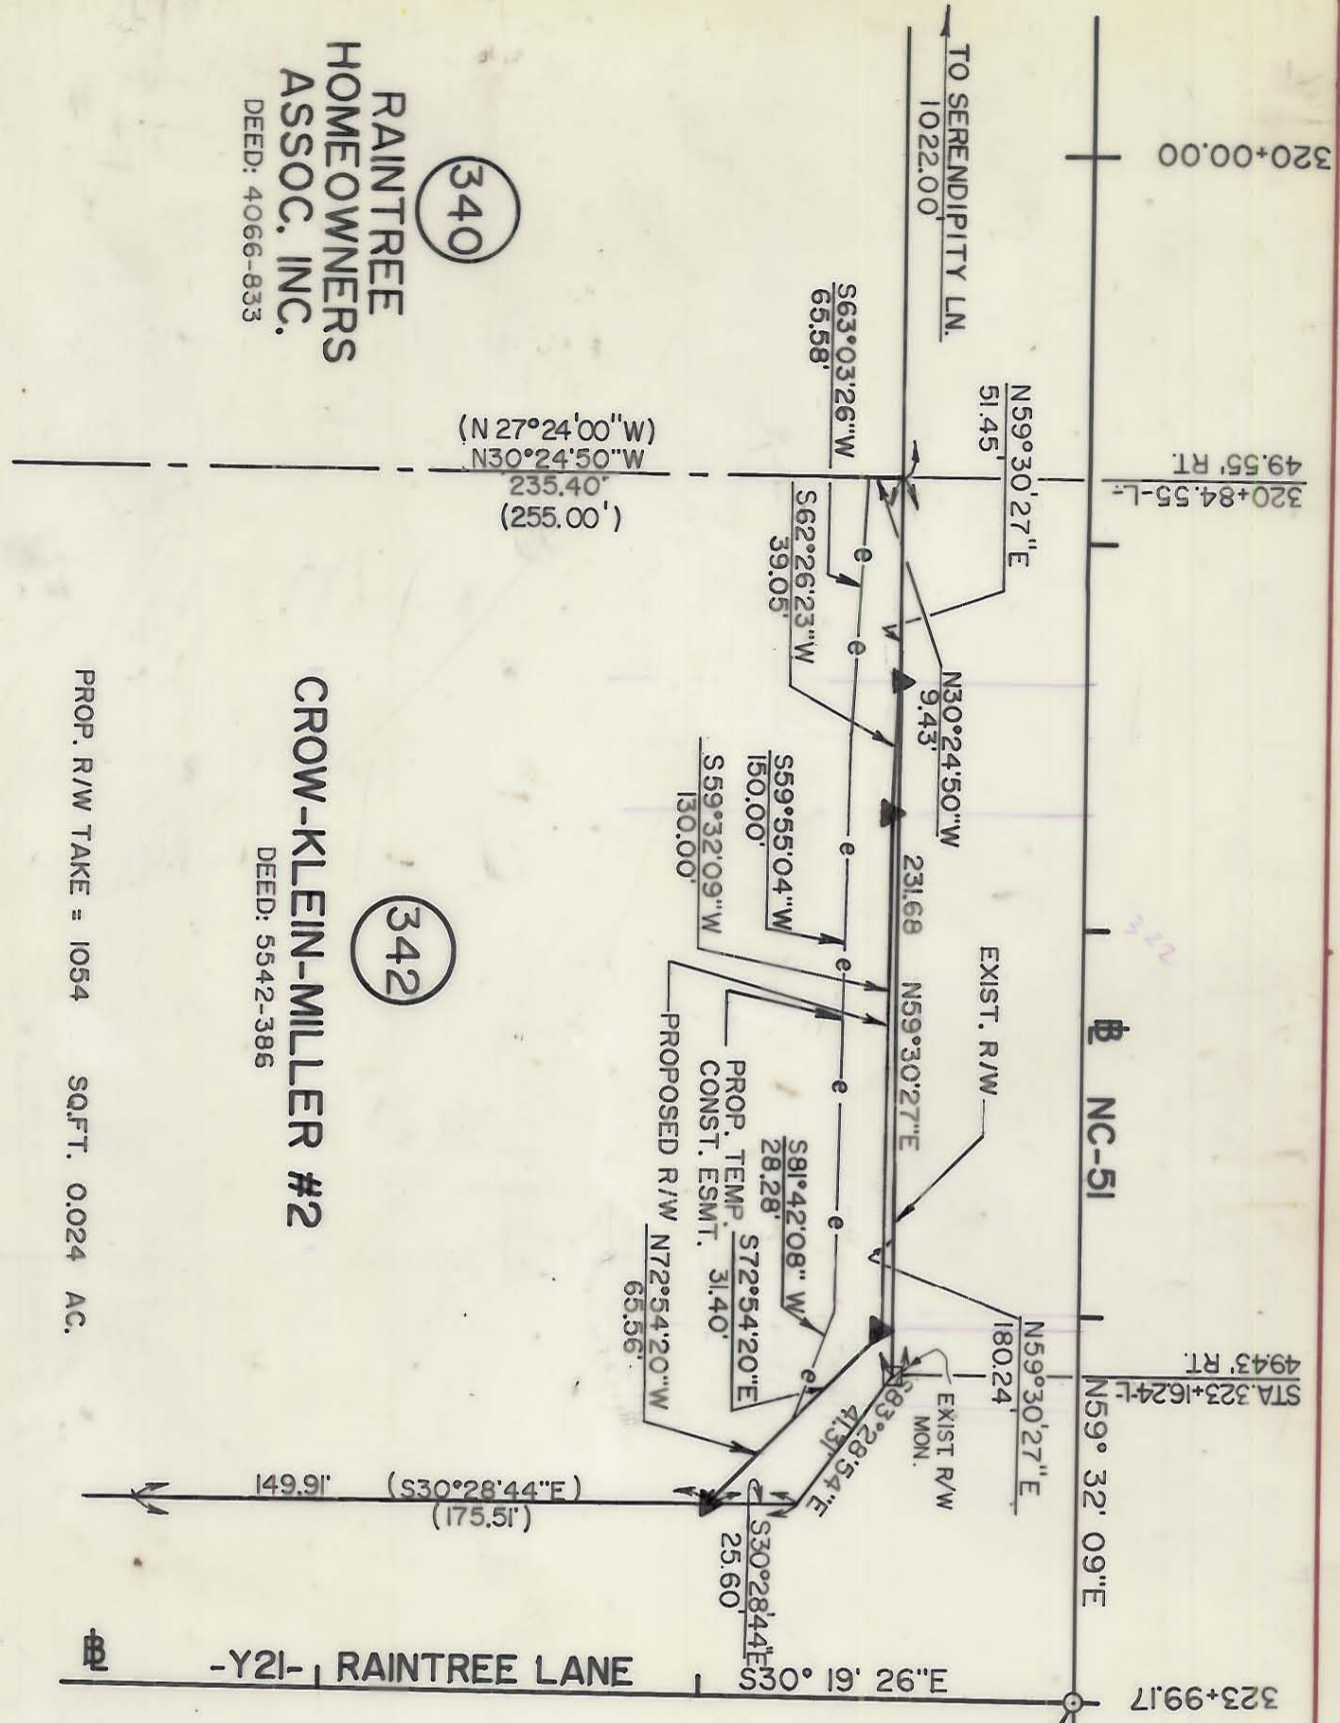 TO SERENDIPITY LN.
1022.00'
320+00.00
RAINTREE
HOMEOWNERS
ASSOC. INC.
DEED: 4066-833
340
S63°03'26"W
65.58'
N59°30'27"E
51.45'
320+84.55-L-
49.55' RT.
(N 27°24'00"W)
N30°24'50"W
235.40'
(255.00')
S62°26'23"W
39.05'
N30°24'50"W
9.43'
e
e
e
e
e
e
e
S59°55'04"W
150.00'
S59°32'09"W
130.00'
231.68 N59°30'27"E
EXIST. R/W
322
BL NC-51
342
CROW-KLEIN-MILLER #2
DEED: 5542-386
PROP. R/W TAKE = 1054 SQ.FT. 0.024 AC.
PROP. TEMP.
CONST. ESMT.
PROPOSED R/W
S81°42'08" W
28.28'
S72°54'20"E
31.40'
N72°54'20"W
65.56'
N59°30'27"E
180.24'
STA.323+16.24-L-
49.43' RT.
N59° 32' 09"E
EXIST. R/W
MON.
S83°28'54"E
41.31'
149.91' (S30°28'44"E)
(175.51')
S30°28'44"E
25.60'
BL -Y21- RAINTREE LANE S30° 19' 26"E
323+99.17